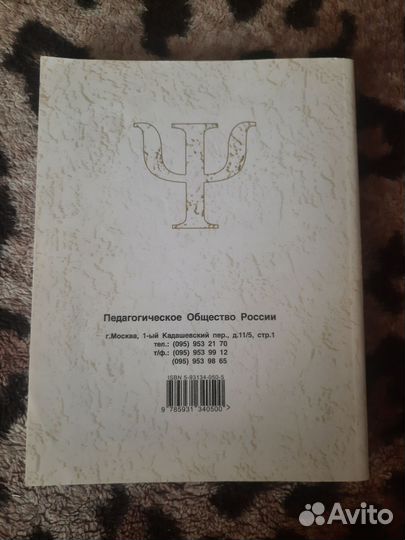 Ψ
Педагогическое Общество России
г.Москва, 1-ый Кадашевский пер., д.11/5, стр.1
тел.: (095) 953 21 70
т/ф.: (095) 953 99 12
(095) 953 98 65
ISBN 5-93134-050-5
9 785931 340500 >
Avito